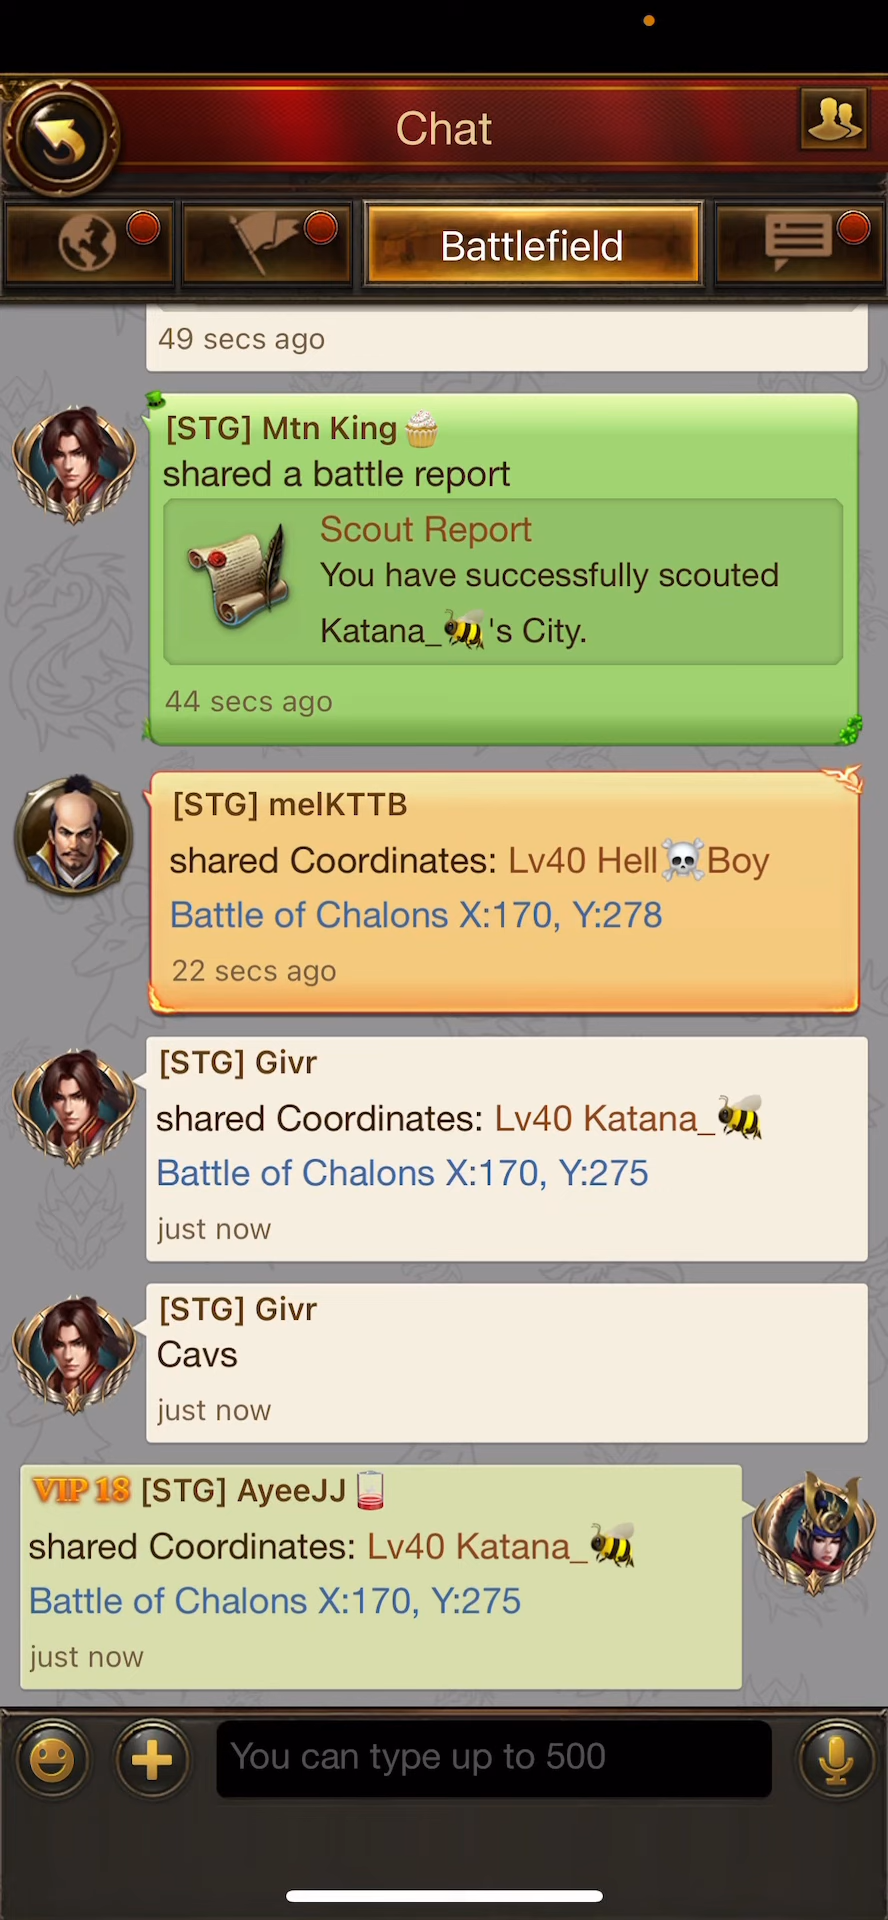 Chat
Battlefield
49 secs ago
[STG] Mtn King🧁
shared a battle report
Scout Report
You have successfully scouted
Katana_🐝's City.
44 secs ago
[STG] melKTTB
shared Coordinates: Lv40 Hell☠️Boy
Battle of Chalons X:170, Y:278
22 secs ago
[STG] Givr
shared Coordinates: Lv40 Katana_🐝
Battle of Chalons X:170, Y:275
just now
[STG] Givr
Cavs
just now
VIP 18 [STG] AyeeJJ🪫
shared Coordinates: Lv40 Katana_🐝
Battle of Chalons X:170, Y:275
just now
You can type up to 500